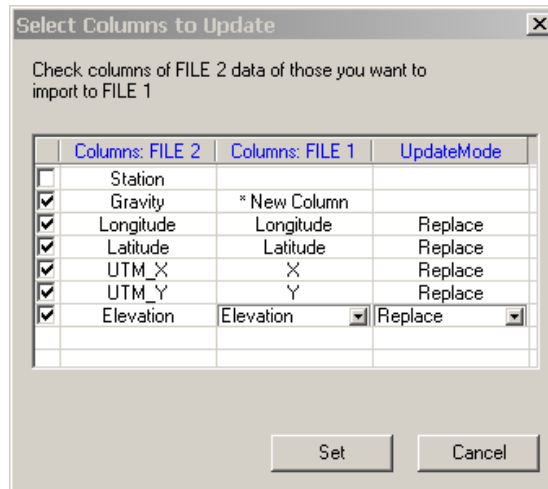 Select Columns to Update
Check columns of FILE 2 data of those you want to
import to FILE 1
Columns: FILE 2 Columns: FILE 1 UpdateMode
Station
Gravity * New Column
Longitude Longitude Replace
Latitude Latitude Replace
UTM_X X Replace
UTM_Y Y Replace
Elevation Elevation Replace
Set Cancel